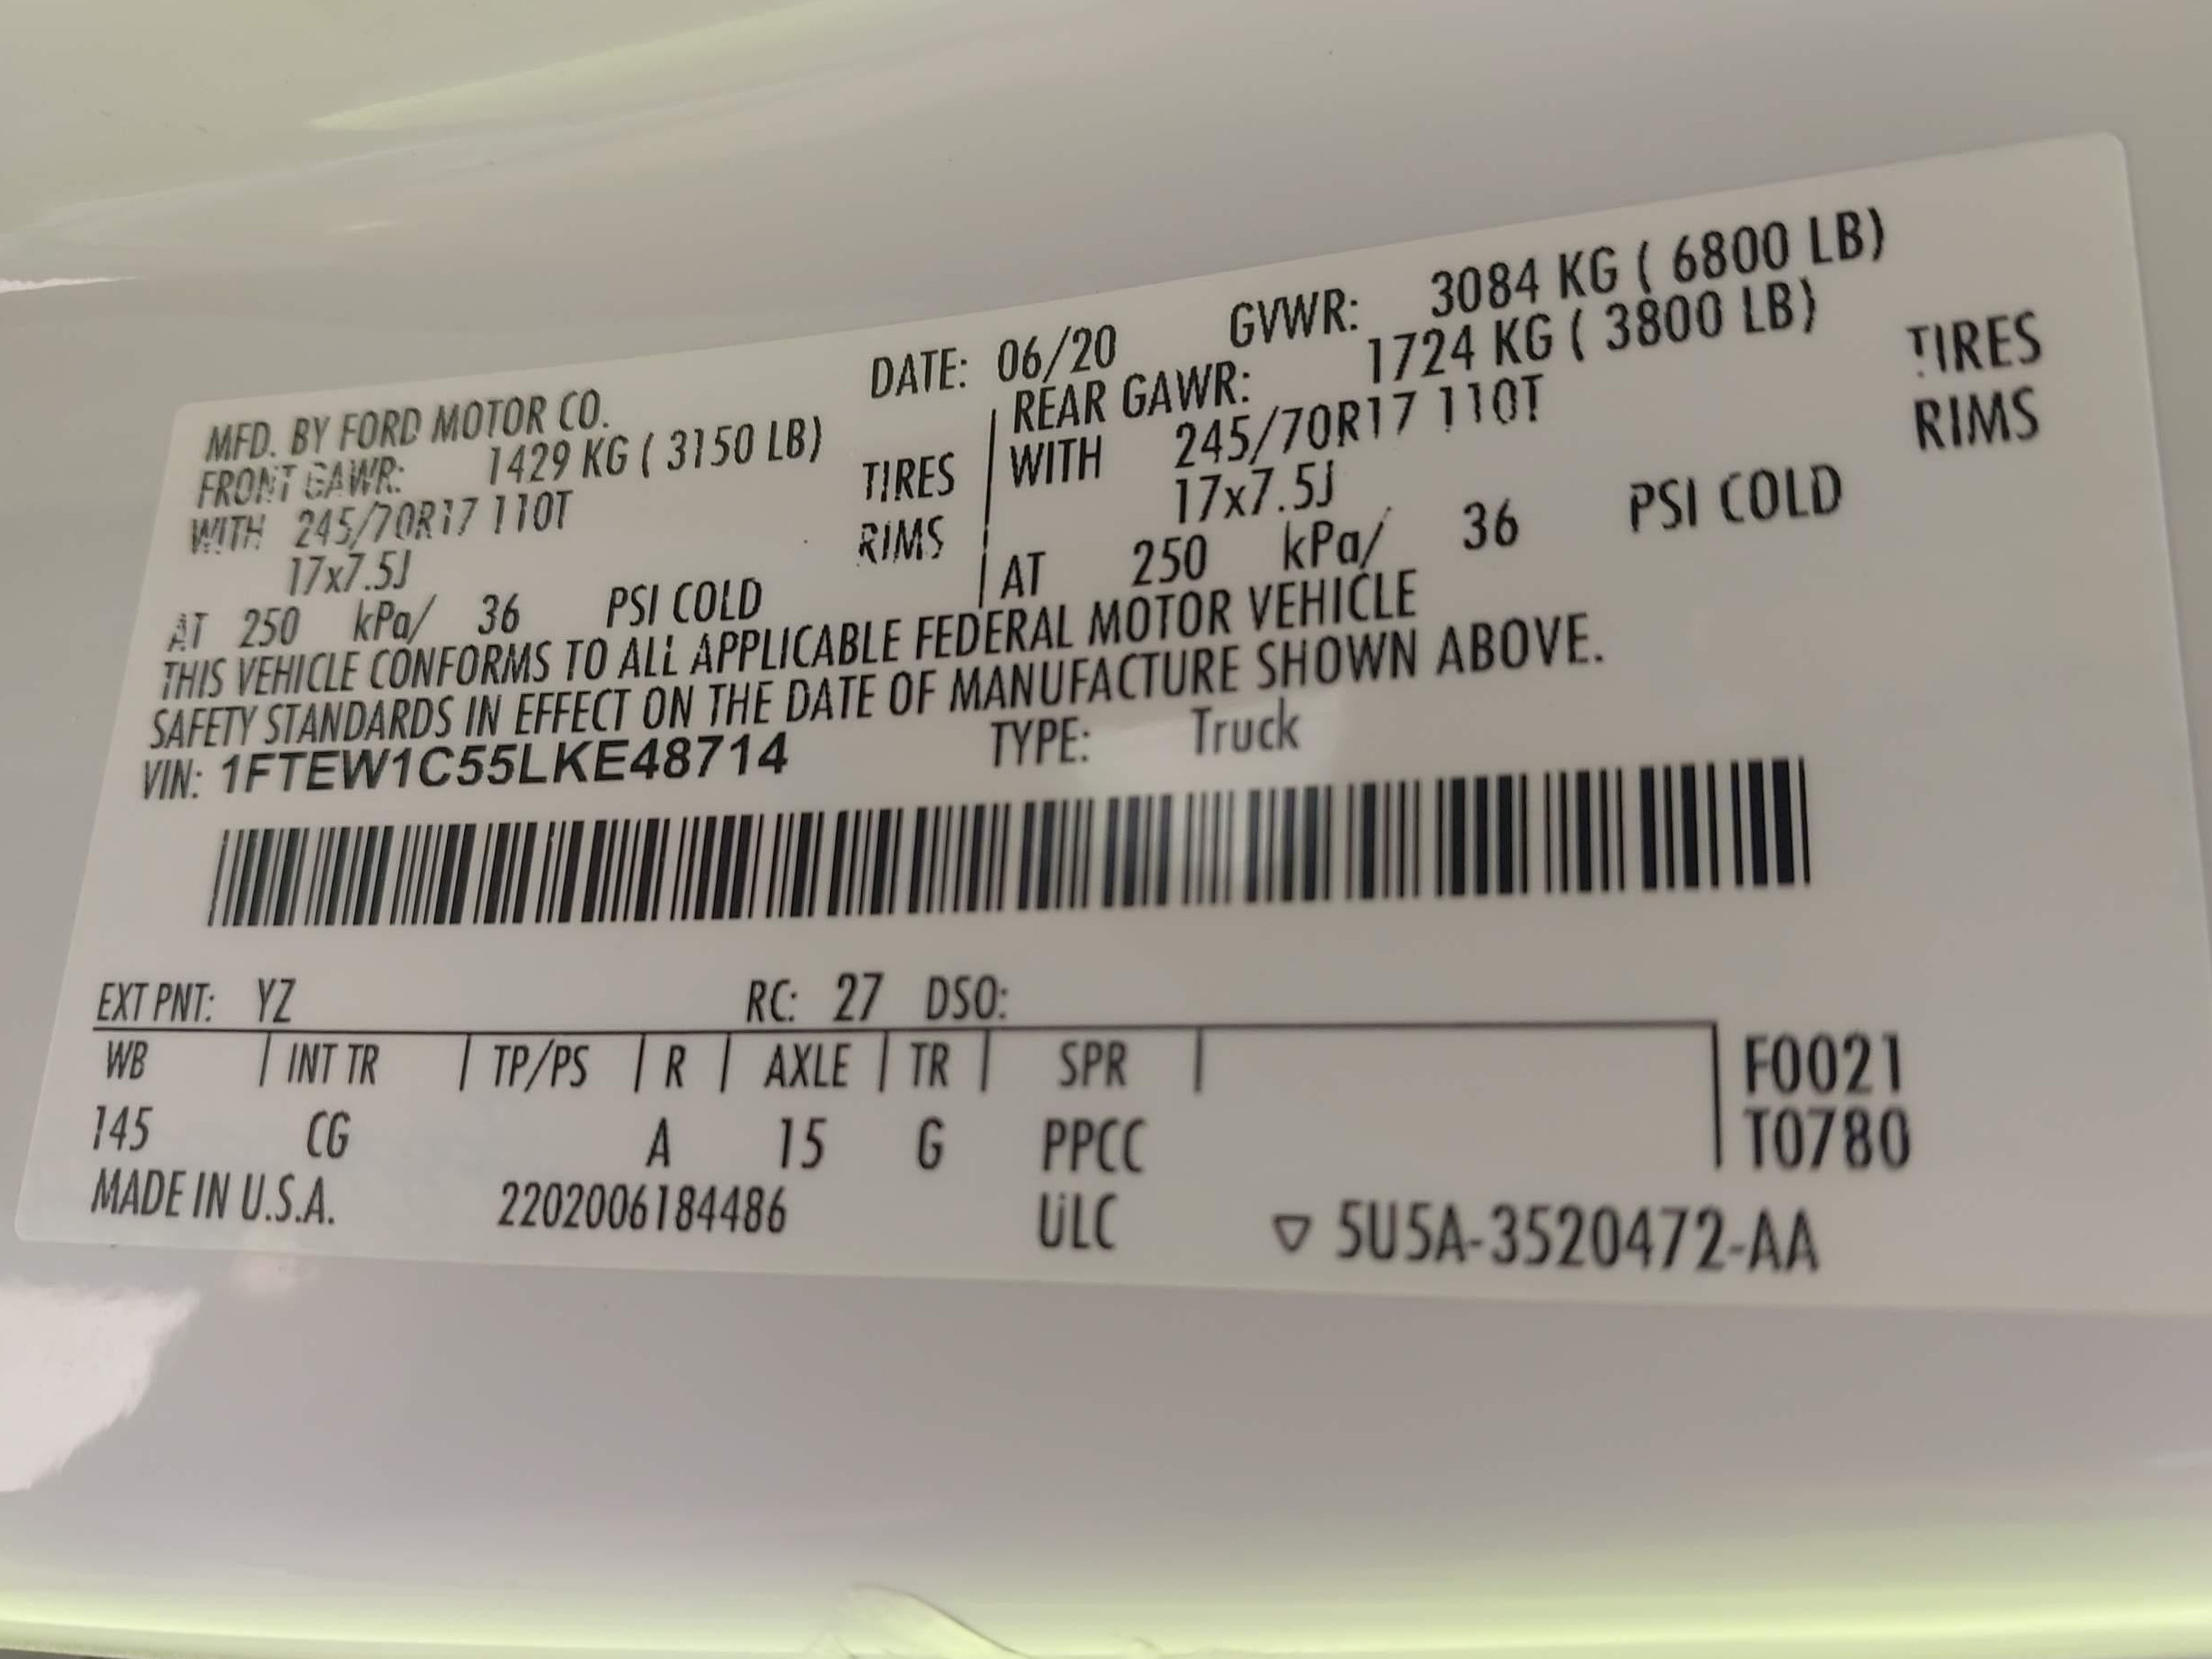 MFD. BY FORD MOTOR CO. DATE: 06/20 GVWR: 3084 KG ( 6800 LB)
FRONT GAWR: 1429 KG ( 3150 LB) | REAR GAWR: 1724 KG ( 3800 LB)
WITH 245/70R17 110T TIRES | WITH 245/70R17 110T TIRES
17x7.5J RIMS | 17x7.5J RIMS
AT 250 kPa/ 36 PSI COLD | AT 250 kPa/ 36 PSI COLD
THIS VEHICLE CONFORMS TO ALL APPLICABLE FEDERAL MOTOR VEHICLE
SAFETY STANDARDS IN EFFECT ON THE DATE OF MANUFACTURE SHOWN ABOVE.
VIN: 1FTEW1C55LKE48714 TYPE: Truck
EXT PNT: YZ RC: 27 DSO:
WB | INT TR | TP/PS | R | AXLE | TR | SPR | F0021
145 CG A 15 G PPCC T0780
MADE IN U.S.A. 2202006184486 ULC ▽ 5U5A-3520472-AA